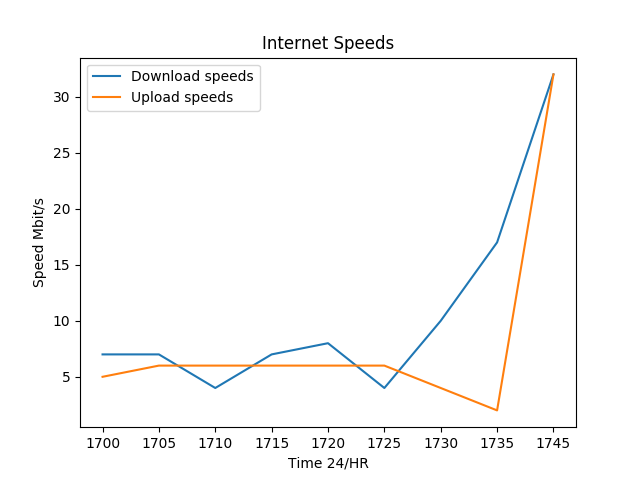 Internet Speeds
Download speeds
Upload speeds
30
25
20
15
10
5
Speed Mbit/s
1700 1705 1710 1715 1720 1725 1730 1735 1745
Time 24/HR